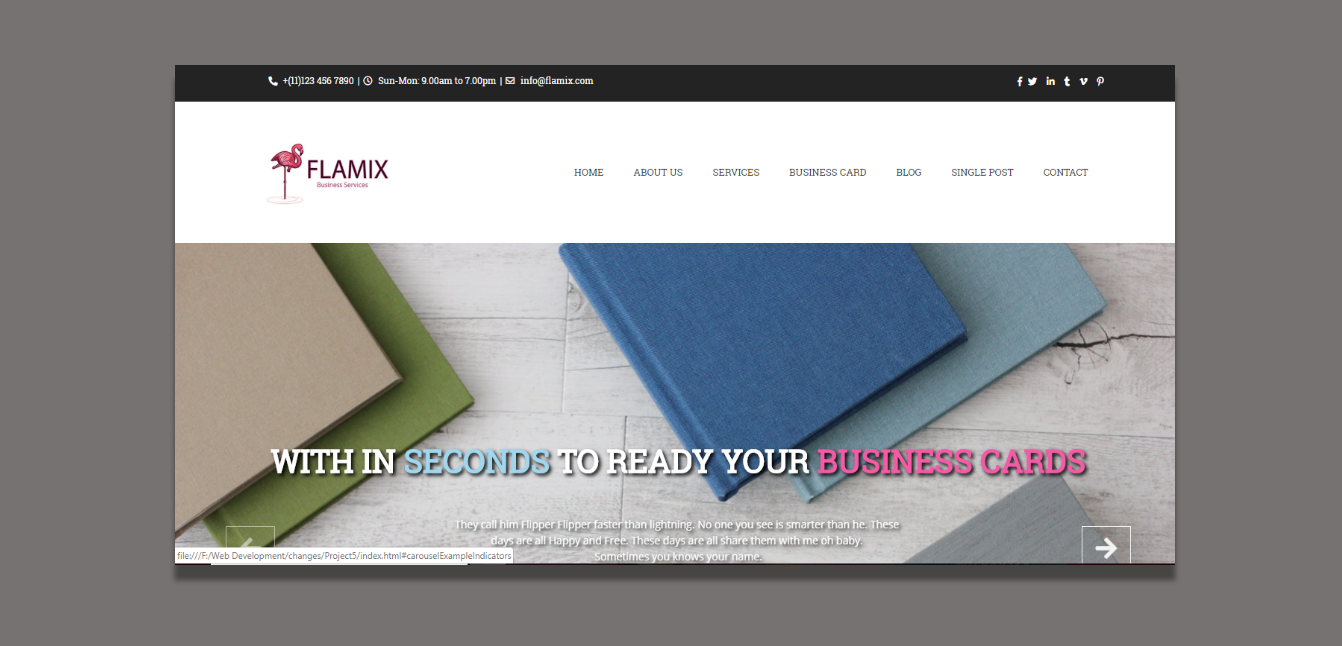 +(11)123 456 7890 | Sun-Mon: 9.00am to 7.00pm | info@flamix.com
FLAMIX
Business Services
HOME ABOUT US SERVICES BUSINESS CARD BLOG SINGLE POST CONTACT
WITH IN SECONDS TO READY YOUR BUSINESS CARDS
They call him Flipper Flipper faster than lightning. No one you see is smarter than he. These
days are all Happy and Free. These days are all share them with me oh baby.
Sometimes you knows your name.
file:///F:/Web Development/changes/Project5/index.html#carouselExampleIndicators